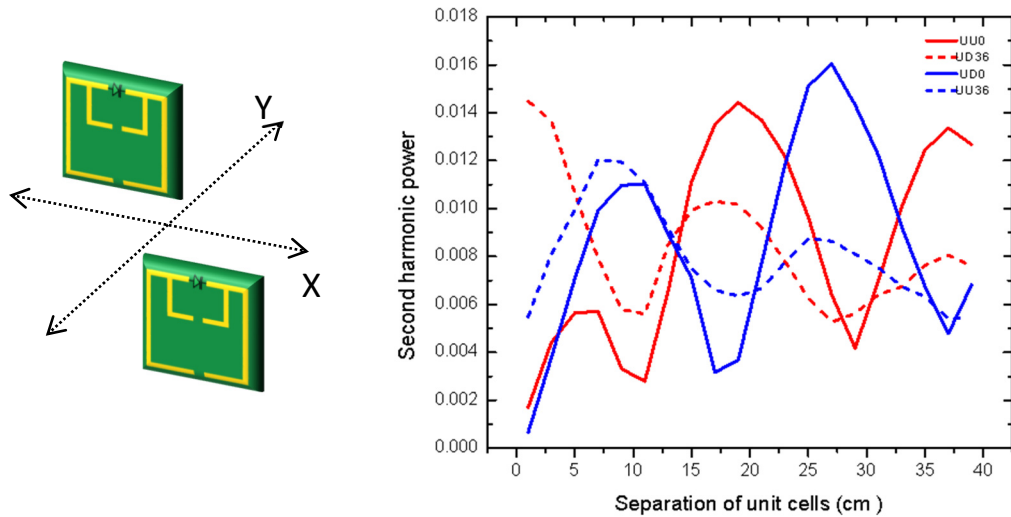 Y
X
Second harmonic power
0.018
0.016
0.014
0.012
0.010
0.008
0.006
0.004
0.002
0.000
UU0
UD36
UD0
UU36
0 5 10 15 20 25 30 35 40
Separation of unit cells (cm )